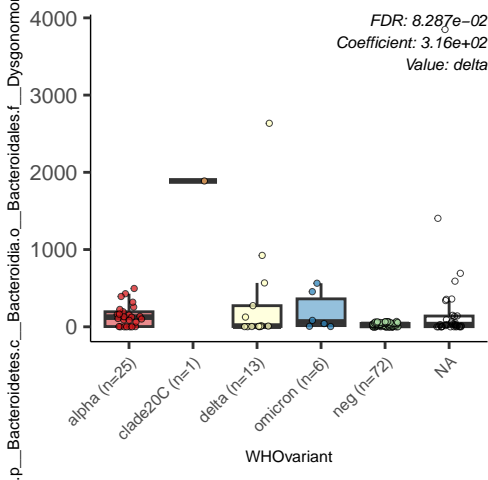 .p__Bacteroidetes.c__Bacteroidia.o__Bacteroidales.f__Dysgonomo
FDR: 8.287e−02
Coefficient: 3.16e+02
Value: delta
4000
3000
2000
1000
0
alpha (n=25)
clade20C (n=1)
delta (n=13)
omicron (n=6)
neg (n=72)
NA
WHOvariant